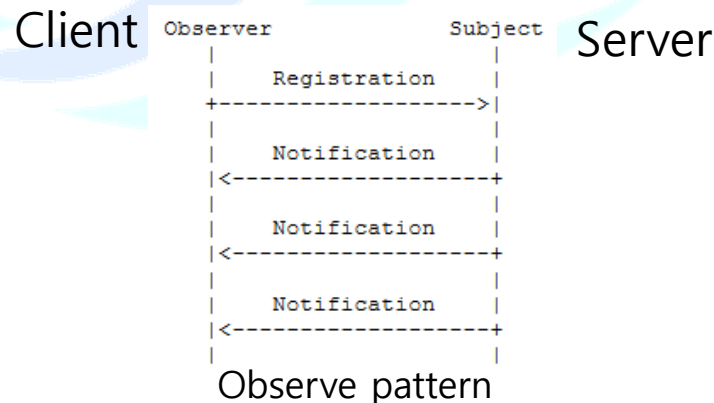 Client Observer Subject Server
Registration
Notification
Notification
Notification
Observe pattern